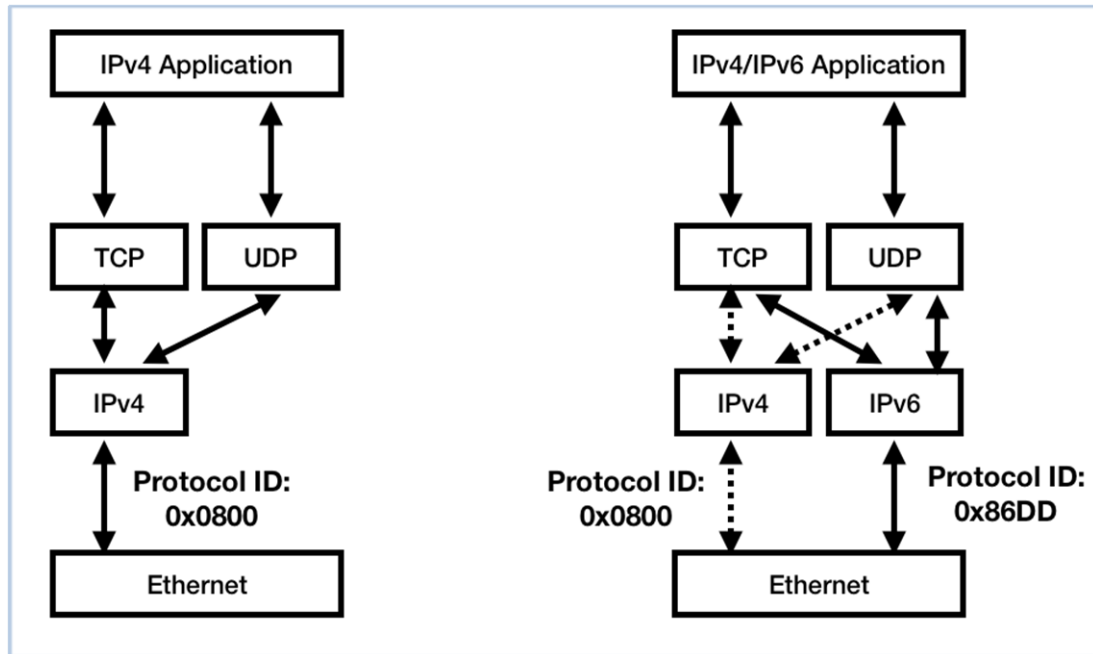 IPv4 Application
TCP
UDP
IPv4
Protocol ID:
0x0800
Ethernet
IPv4/IPv6 Application
TCP
UDP
IPv4
IPv6
Protocol ID:
0x0800
Protocol ID:
0x86DD
Ethernet